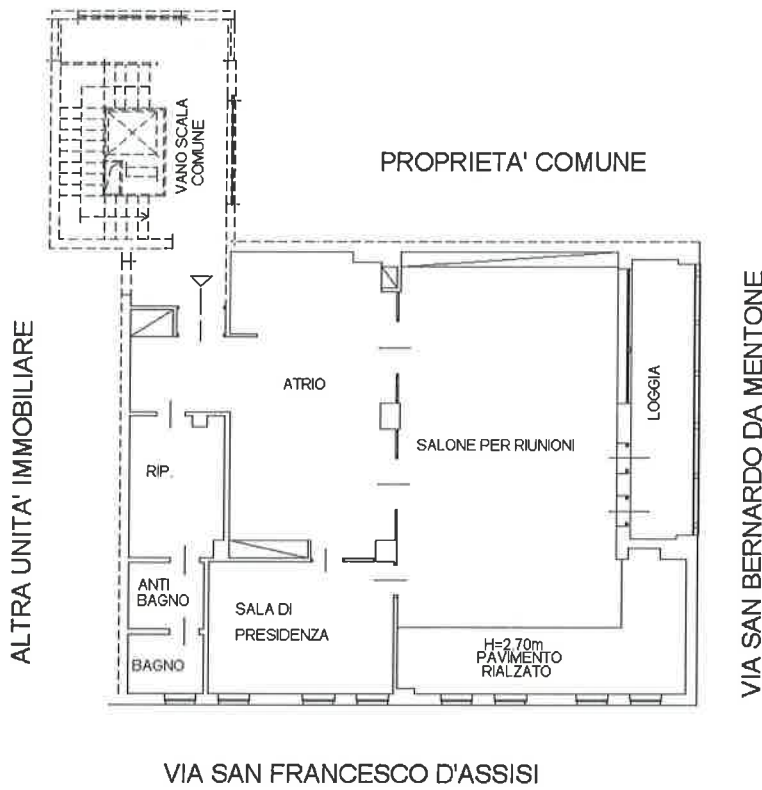 VANO SCALA
COMUNE
PROPRIETA' COMUNE
ALTRA UNITA' IMMOBILIARE
VIA SAN BERNARDO DA MENTONE
ATRIO
LOGGIA
SALONE PER RIUNIONI
RIP.
ANTI
BAGNO
SALA DI
PRESIDENZA
BAGNO
H=2,70m
PAVIMENTO
RIALZATO
VIA SAN FRANCESCO D'ASSISI